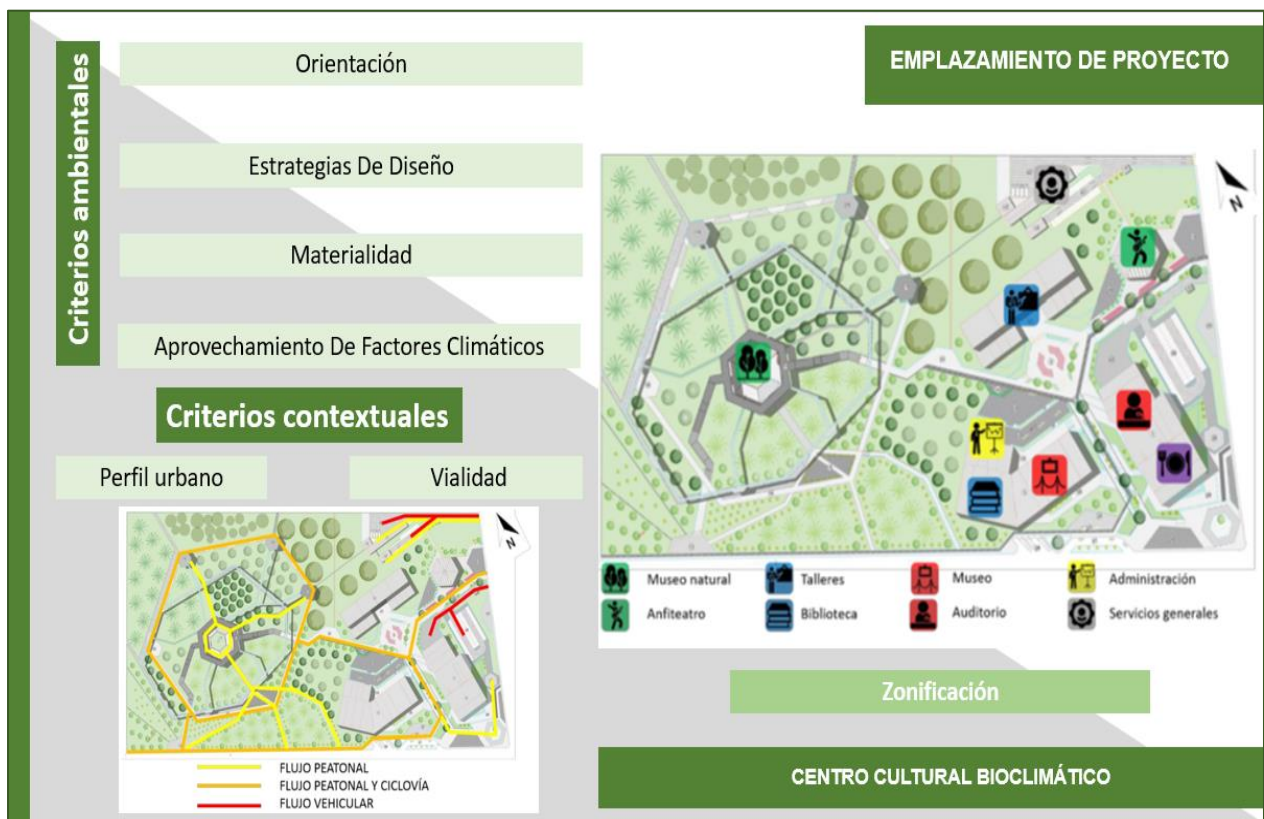 Criterios ambientales
Orientación
Estrategias De Diseño
Materialidad
Aprovechamiento De Factores Climáticos
Criterios contextuales
Perfil urbano
Vialidad
N
FLUJO PEATONAL
FLUJO PEATONAL Y CICLOVÍA
FLUJO VEHICULAR
EMPLAZAMIENTO DE PROYECTO
N
Museo natural
Talleres
Museo
Administración
Anfiteatro
Biblioteca
Auditorio
Servicios generales
Zonificación
CENTRO CULTURAL BIOCLIMÁTICO